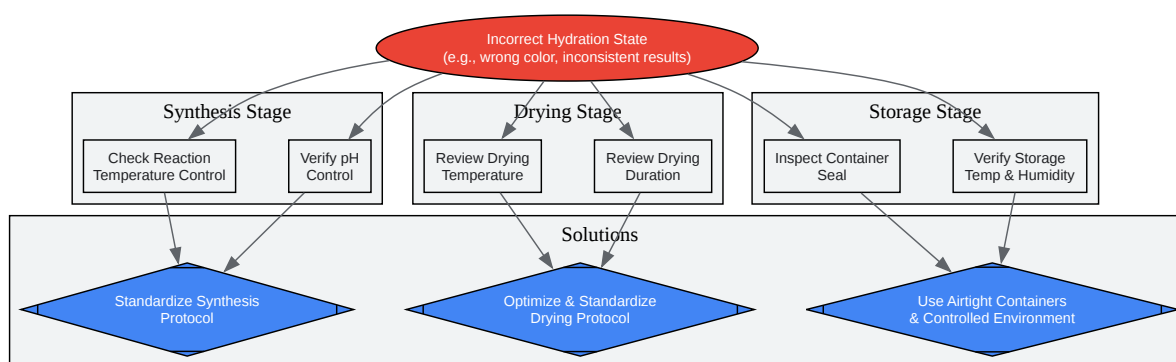 Incorrect Hydration State
(e.g., wrong color, inconsistent results)
Synthesis Stage
Drying Stage
Storage Stage
Check Reaction
Temperature Control
Verify pH
Control
Review Drying
Temperature
Review Drying
Duration
Inspect Container
Seal
Verify Storage
Temp & Humidity
Solutions
Standardize Synthesis
Protocol
Optimize & Standardize
Drying Protocol
Use Airtight Containers
& Controlled Environment